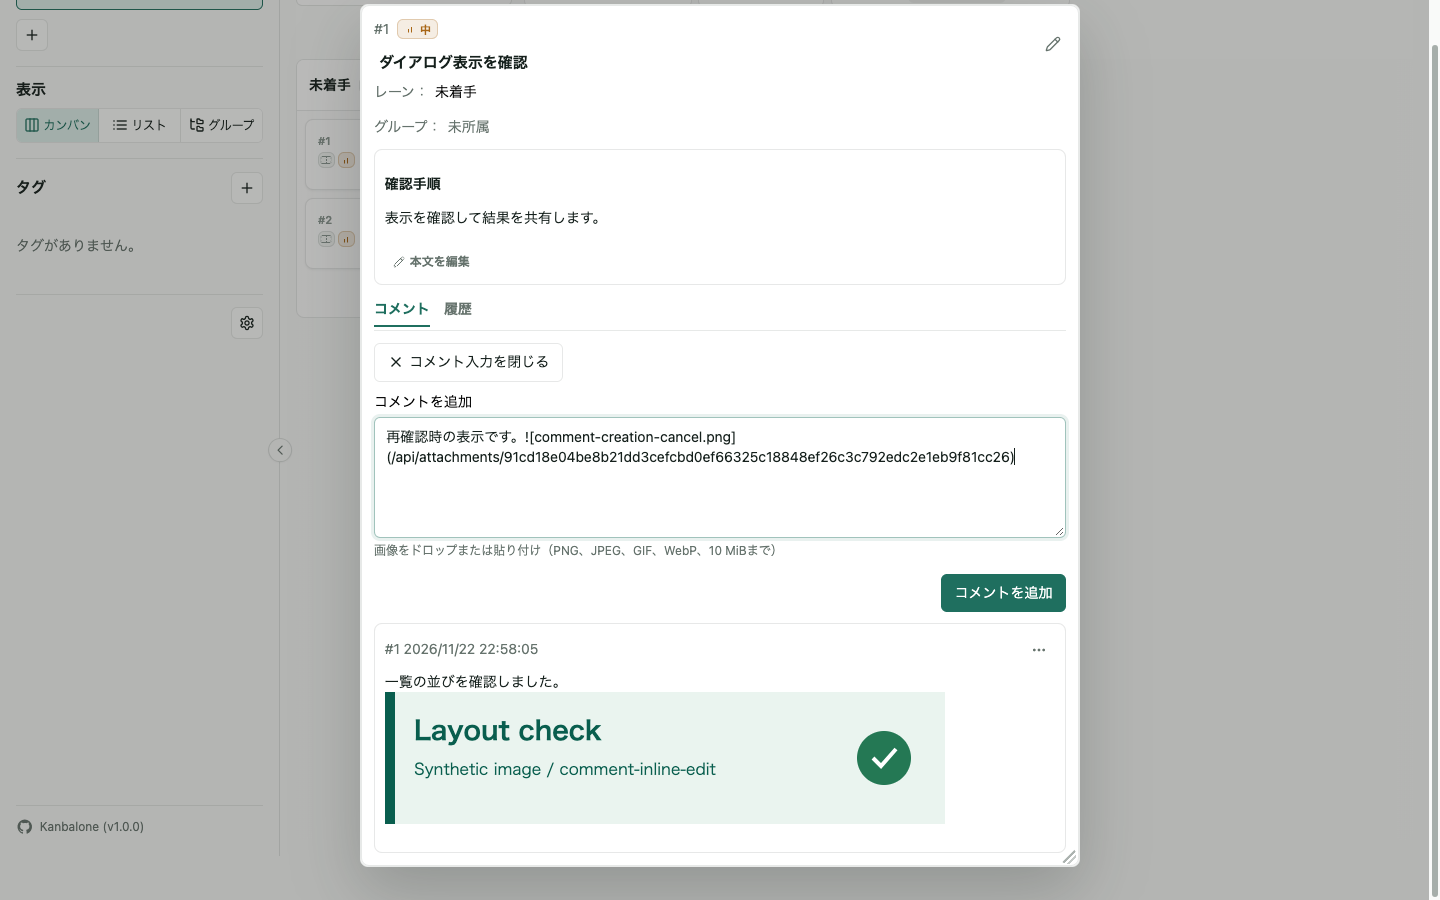 #1 中
ダイアログ表示を確認
レーン： 未着手
グループ： 未所属
確認手順
表示を確認して結果を共有します。
本文を編集
コメント 履歴
コメント入力を閉じる
コメントを追加
再確認時の表示です。![comment-creation-cancel.png]
(/api/attachments/91cd18e04be8b21dd3cefcbd0ef66325c18848ef26c3c792edc2e1eb9f81cc26)
画像をドロップまたは貼り付け（PNG、JPEG、GIF、WebP、10 MiBまで）
コメントを追加
#1 2026/11/22 22:58:05
一覧の並びを確認しました。
Layout check
Synthetic image / comment-inline-edit
表示
カンバン リスト グループ
タグ
タグがありません。
Kanbalone (v1.0.0)
未着手
#1
#2